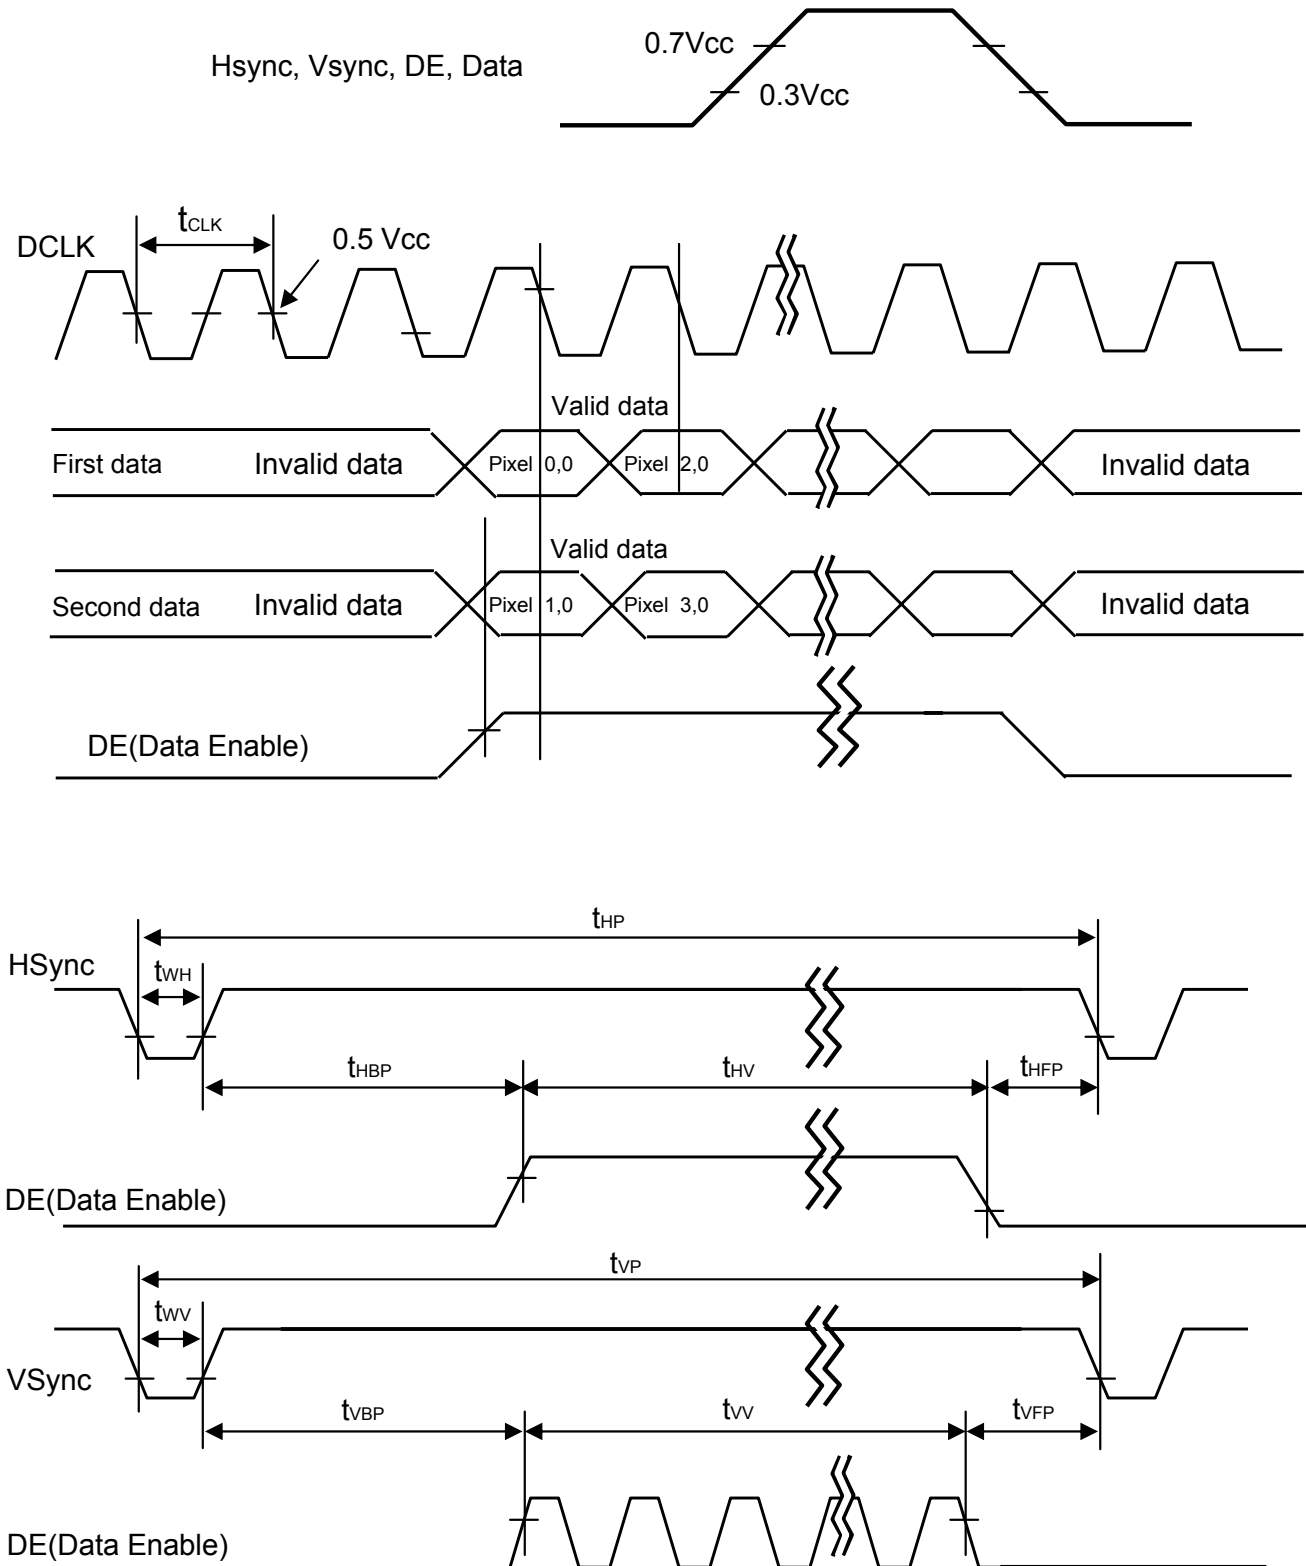 0.7Vcc
Hsync, Vsync, DE, Data
0.3Vcc
tCLK
DCLK
0.5 Vcc
Valid data
First data
Invalid data
Pixel 0,0
Pixel 2,0
Invalid data
Valid data
Second data
Invalid data
Pixel 1,0
Pixel 3,0
Invalid data
DE(Data Enable)
tHP
HSync
tWH
tHBP
tHV
tHFP
DE(Data Enable)
tVP
tWV
VSync
tVBP
tVV
tVFP
DE(Data Enable)